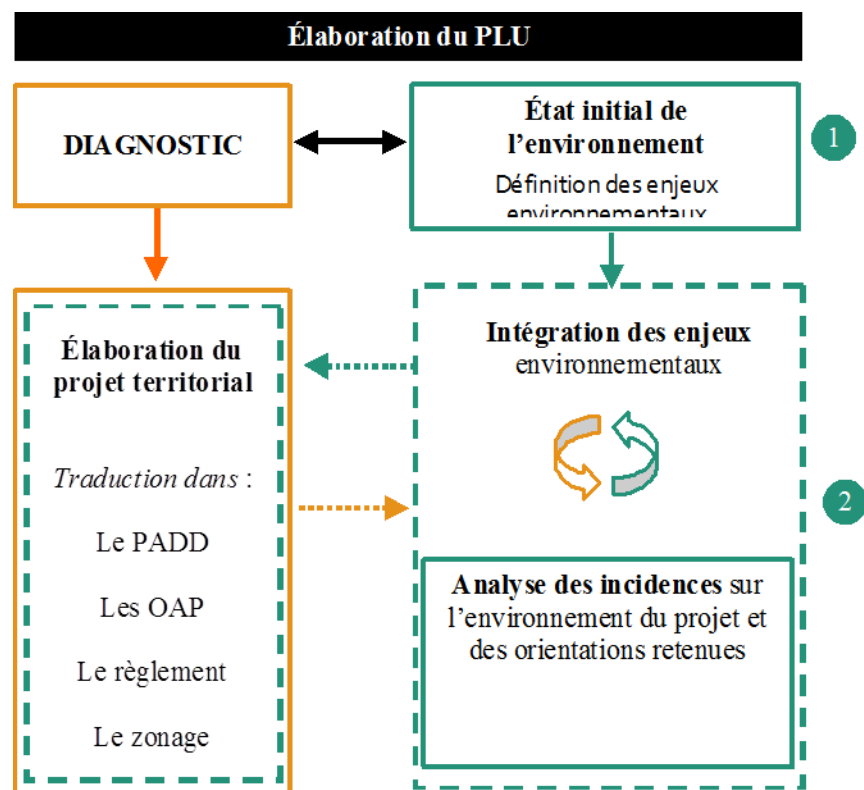 Élaboration du PLU
DIAGNOSTIC
État initial de
l'environnement
Définition des enjeux
environnementaux
1
Élaboration du
projet territorial
Traduction dans :
Le PADD
Les OAP
Le règlement
Le zonage
Intégration des enjeux
environnementaux
2
Analyse des incidences sur
l'environnement du projet et
des orientations retenues